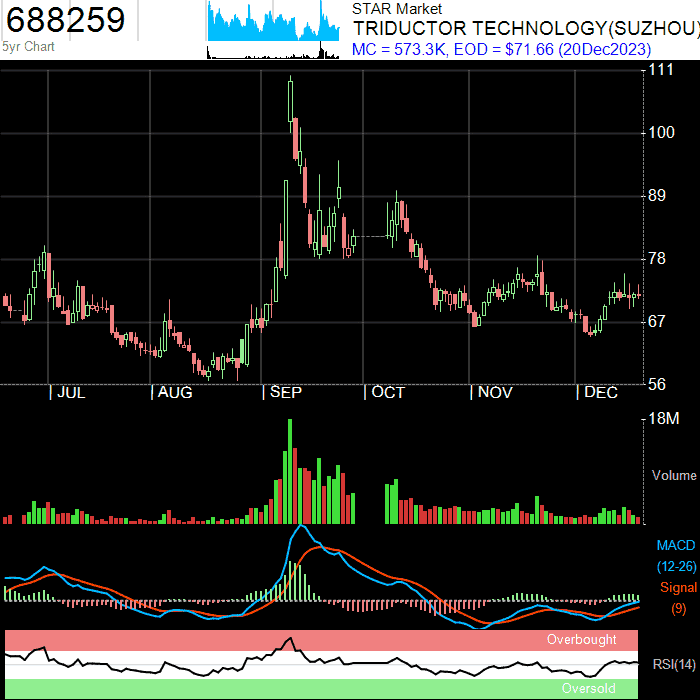 688259
5yr Chart
STAR Market
TRIDUCTOR TECHNOLOGY(SUZHOU)
MC = 573.3K, EOD = $71.66 (20Dec2023)
111
100
89
78
67
56
JUL
AUG
SEP
OCT
NOV
DEC
18M
Volume
MACD
(12-26)
Signal
(9)
Overbought
RSI(14)
Oversold